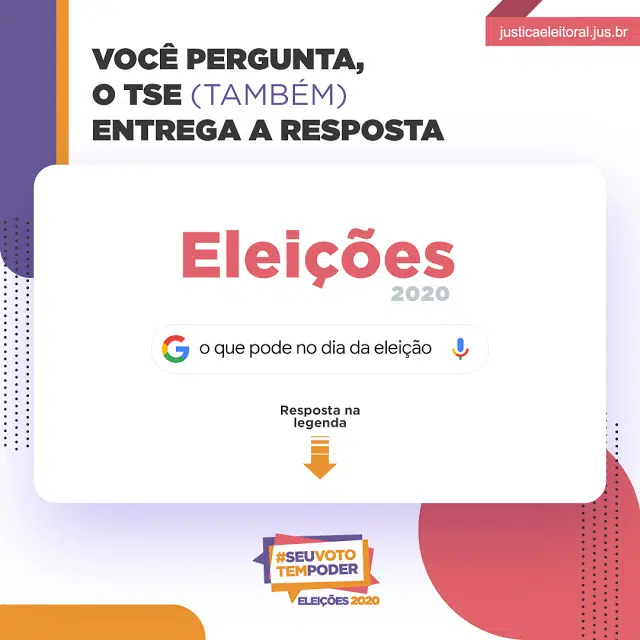 justicaeleitoral.jus.br
VOCÊ PERGUNTA,
O TSE (TAMBÉM)
ENTREGA A RESPOSTA
Eleições
2020
G o que pode no dia da eleição
Resposta na
legenda
#SEUVOTO
TEMPODER
ELEIÇÕES 2020